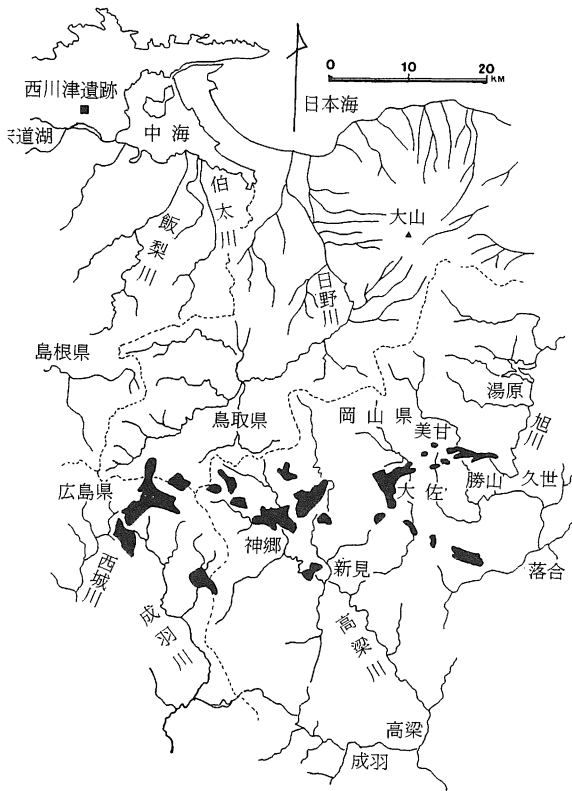 0 10 20
KM
西川津遺跡
日本海
宍道湖
中海
伯太川
飯梨川
大山
日野川
島根県
湯原
鳥取県
岡山県
旭川
美甘
広島県
大佐
勝山
久世
神郷
新見
落合
西城川
成羽川
高梁川
高梁
成羽